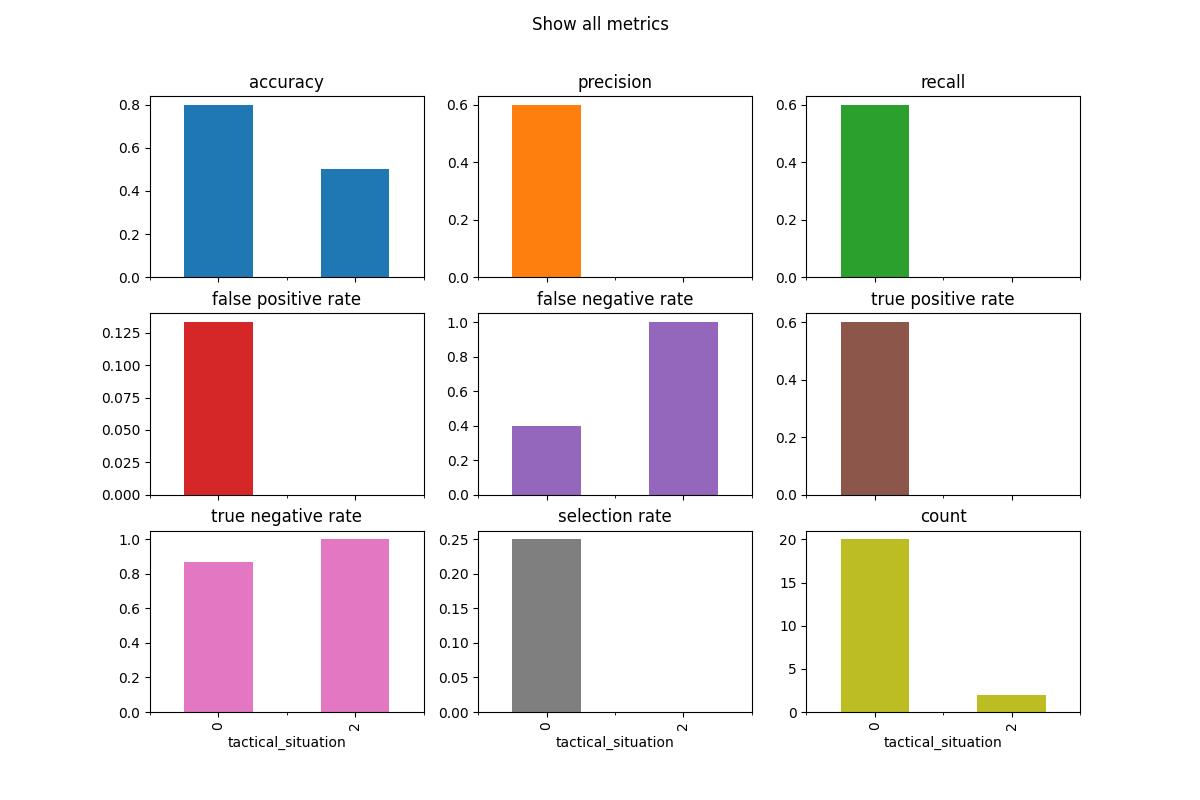 Show all metrics
accuracy precision recall
0.8 0.6 0.6
0.6 0.4 0.4
0.4 0.2 0.2
0.2 0.0 0.0
0.0
false positive rate false negative rate true positive rate
0.125 1.0 0.6
0.100 0.8 0.4
0.075 0.6 0.2
0.050 0.4 0.0
0.025 0.2
0.000 0.0
true negative rate selection rate count
1.0 0.25 20
0.8 0.20 15
0.6 0.15 10
0.4 0.10 5
0.2 0.05 0
0.0 0.00
0 2 0 2 0 2
tactical_situation tactical_situation tactical_situation